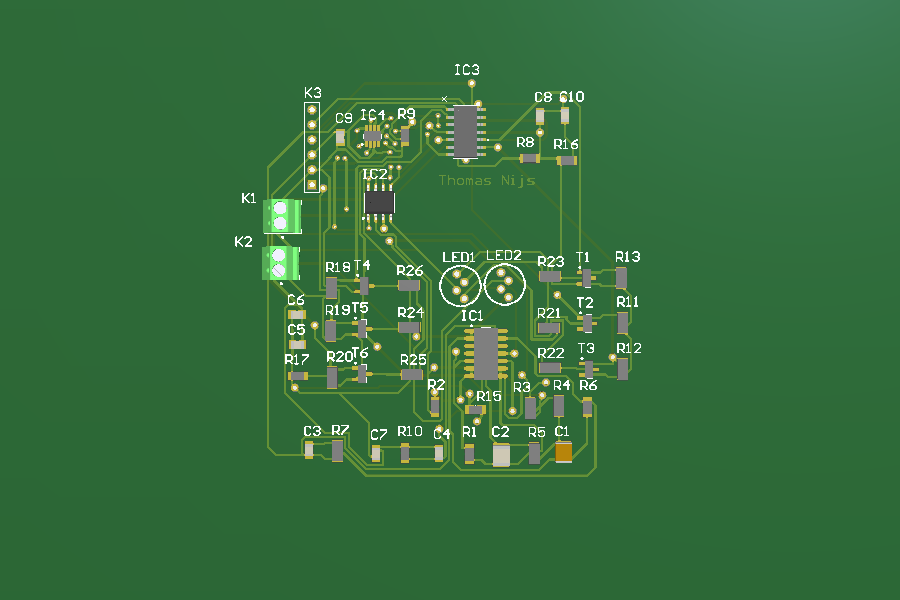 IC3
K3
C8 C10
C9 IC4 R9
R8 R16
IC2
Thomas Nijs
K1
K2
LED1 LED2
R18 T4 R26
R23 T1 R13
C6
R19 T5 R24
IC1
R21 T2 R11
C5
R17 R20 T6 R25
R22 T3 R12
R2
R15 R3 R4 R6
C3 R7 C7 R10 C4
R1 C2 R5 C1